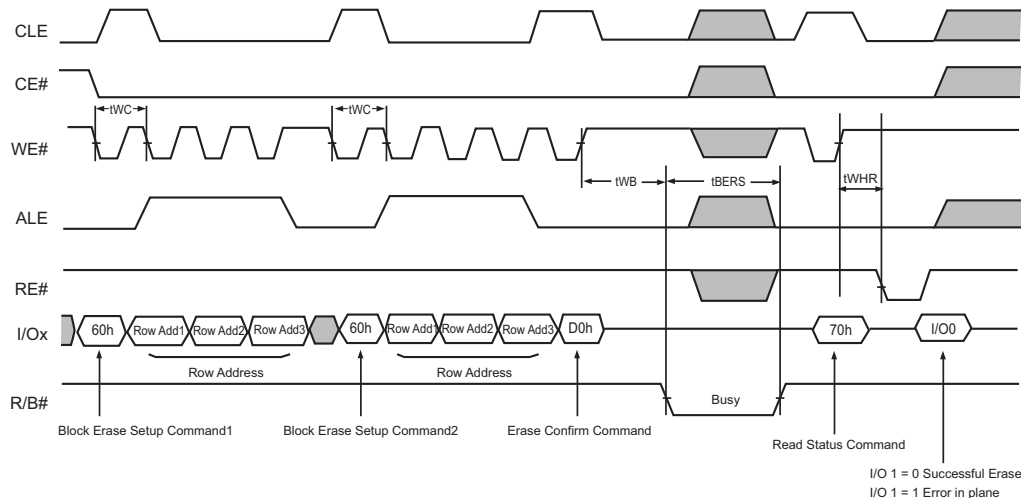 CLE
CE#
tWC
tWC
WE#
tWB
tBERS
tWHR
ALE
RE#
I/Ox
60h
Row Add1
Row Add2
Row Add3
60h
Row Add1
Row Add2
Row Add3
D0h
70h
I/O0
Row Address
Row Address
R/B#
Busy
Block Erase Setup Command1
Block Erase Setup Command2
Erase Confirm Command
Read Status Command
I/O 1 = 0 Successful Erase
I/O 1 = 1 Error in plane